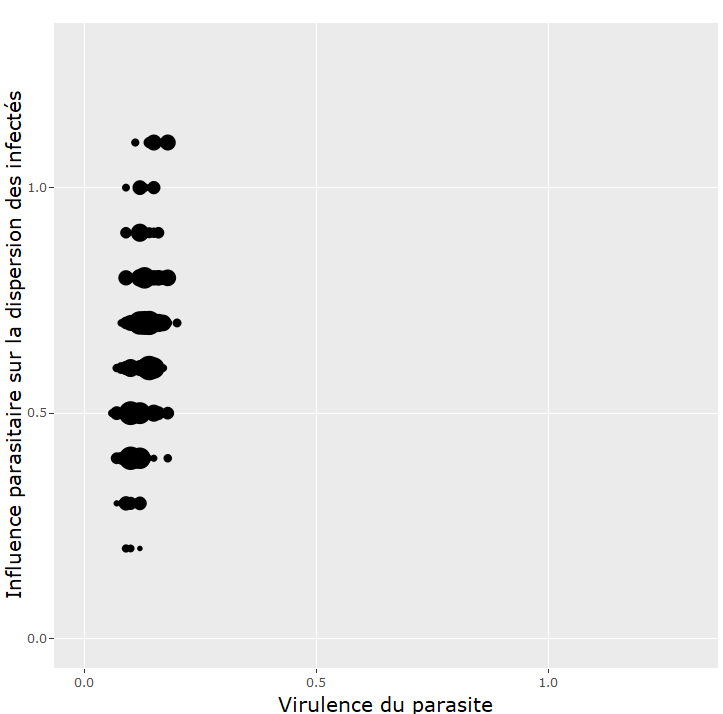 Influence parasitaire sur la dispersion des infectés
1.0
0.5
0.0
0.0 0.5 1.0
Virulence du parasite